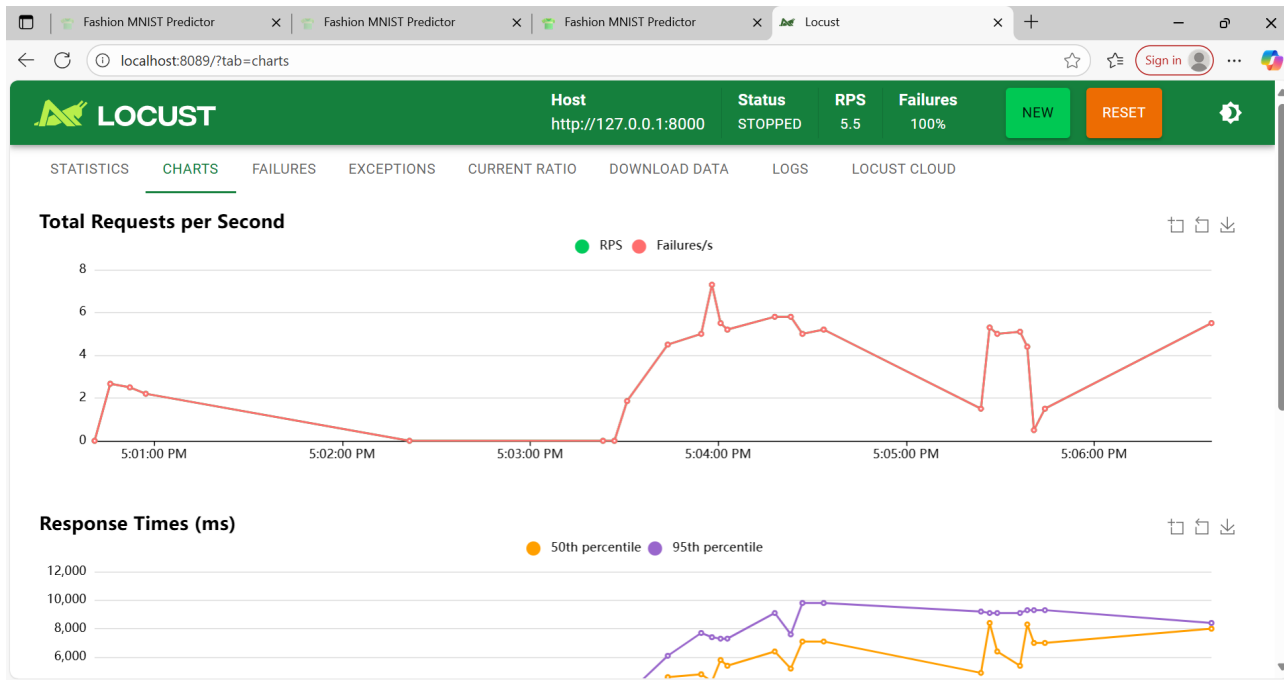 Fashion MNIST Predictor
Fashion MNIST Predictor
Fashion MNIST Predictor
Locust
localhost:8089/?tab=charts
Sign in
LOCUST
Host
http://127.0.0.1:8000
Status
STOPPED
RPS
5.5
Failures
100%
NEW
RESET
STATISTICS
CHARTS
FAILURES
EXCEPTIONS
CURRENT RATIO
DOWNLOAD DATA
LOGS
LOCUST CLOUD
Total Requests per Second
RPS
Failures/s
8
6
4
2
0
5:01:00 PM
5:02:00 PM
5:03:00 PM
5:04:00 PM
5:05:00 PM
5:06:00 PM
Response Times (ms)
50th percentile
95th percentile
12,000
10,000
8,000
6,000